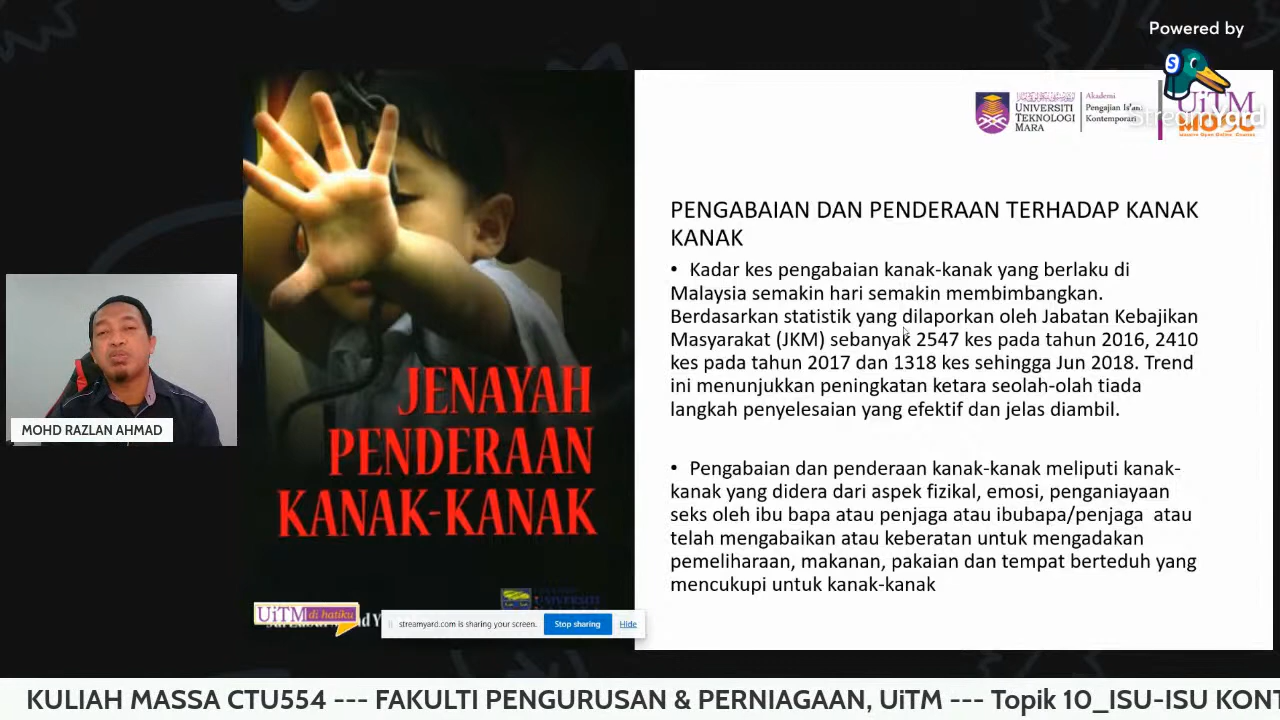 Powered by
StreamYard
UNIVERSITI
TEKNOLOGI
MARA
Akademi
Pengajian Islam
Kontemporari
UiTM
MOOC
Massive Open Online Courses
PENGABAIAN DAN PENDERAAN TERHADAP KANAK
KANAK
• Kadar kes pengabaian kanak-kanak yang berlaku di
Malaysia semakin hari semakin membimbangkan.
Berdasarkan statistik yang dilaporkan oleh Jabatan Kebajikan
Masyarakat (JKM) sebanyak 2547 kes pada tahun 2016, 2410
kes pada tahun 2017 dan 1318 kes sehingga Jun 2018. Trend
ini menunjukkan peningkatan ketara seolah-olah tiada
langkah penyelesaian yang efektif dan jelas diambil.
• Pengabaian dan penderaan kanak-kanak meliputi kanak-
kanak yang didera dari aspek fizikal, emosi, penganiayaan
seks oleh ibu bapa atau penjaga atau ibubapa/penjaga atau
telah mengabaikan atau keberatan untuk mengadakan
pemeliharaan, makanan, pakaian dan tempat berteduh yang
mencukupi untuk kanak-kanak
JENAYAH
PENDERAAN
KANAK-KANAK
MOHD RAZLAN AHMAD
UiTM di hatiku
streamyard.com is sharing your screen.
Stop sharing
Hide
KULIAH MASSA CTU554 --- FAKULTI PENGURUSAN & PERNIAGAAN, UiTM --- Topik 10_ISU-ISU KONT